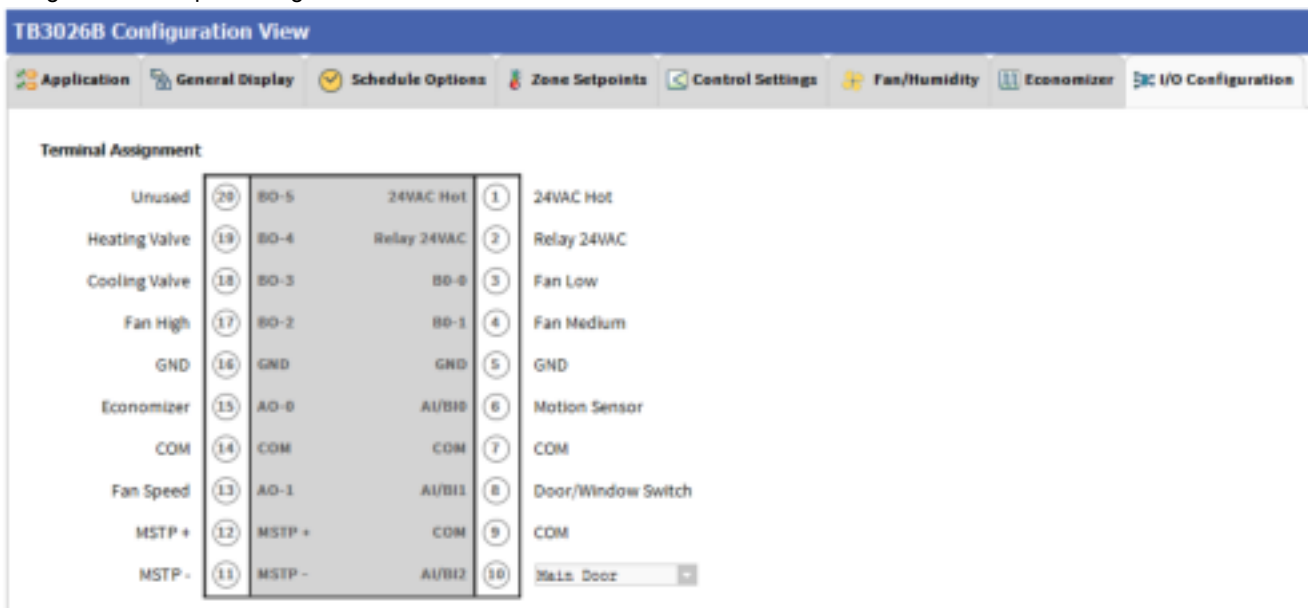 TB3026B Configuration View
Application General Display Schedule Options Zone Setpoints Control Settings Fan/Humidity Economizer I/O Configuration
Terminal Assignment
Unused 20 BO-5 24VAC Hot 1 24VAC Hot
Heating Valve 19 BO-4 Relay 24VAC 2 Relay 24VAC
Cooling Valve 18 BO-3 BO-0 3 Fan Low
Fan High 17 BO-2 BO-1 4 Fan Medium
GND 16 GND GND 5 GND
Economizer 15 AO-0 AI/BI0 6 Motion Sensor
COM 14 COM COM 7 COM
Fan Speed 13 AO-1 AI/BI1 8 Door/Window Switch
MSTP + 12 MSTP + COM 9 COM
MSTP - 11 MSTP - AI/BI2 10 Main Door